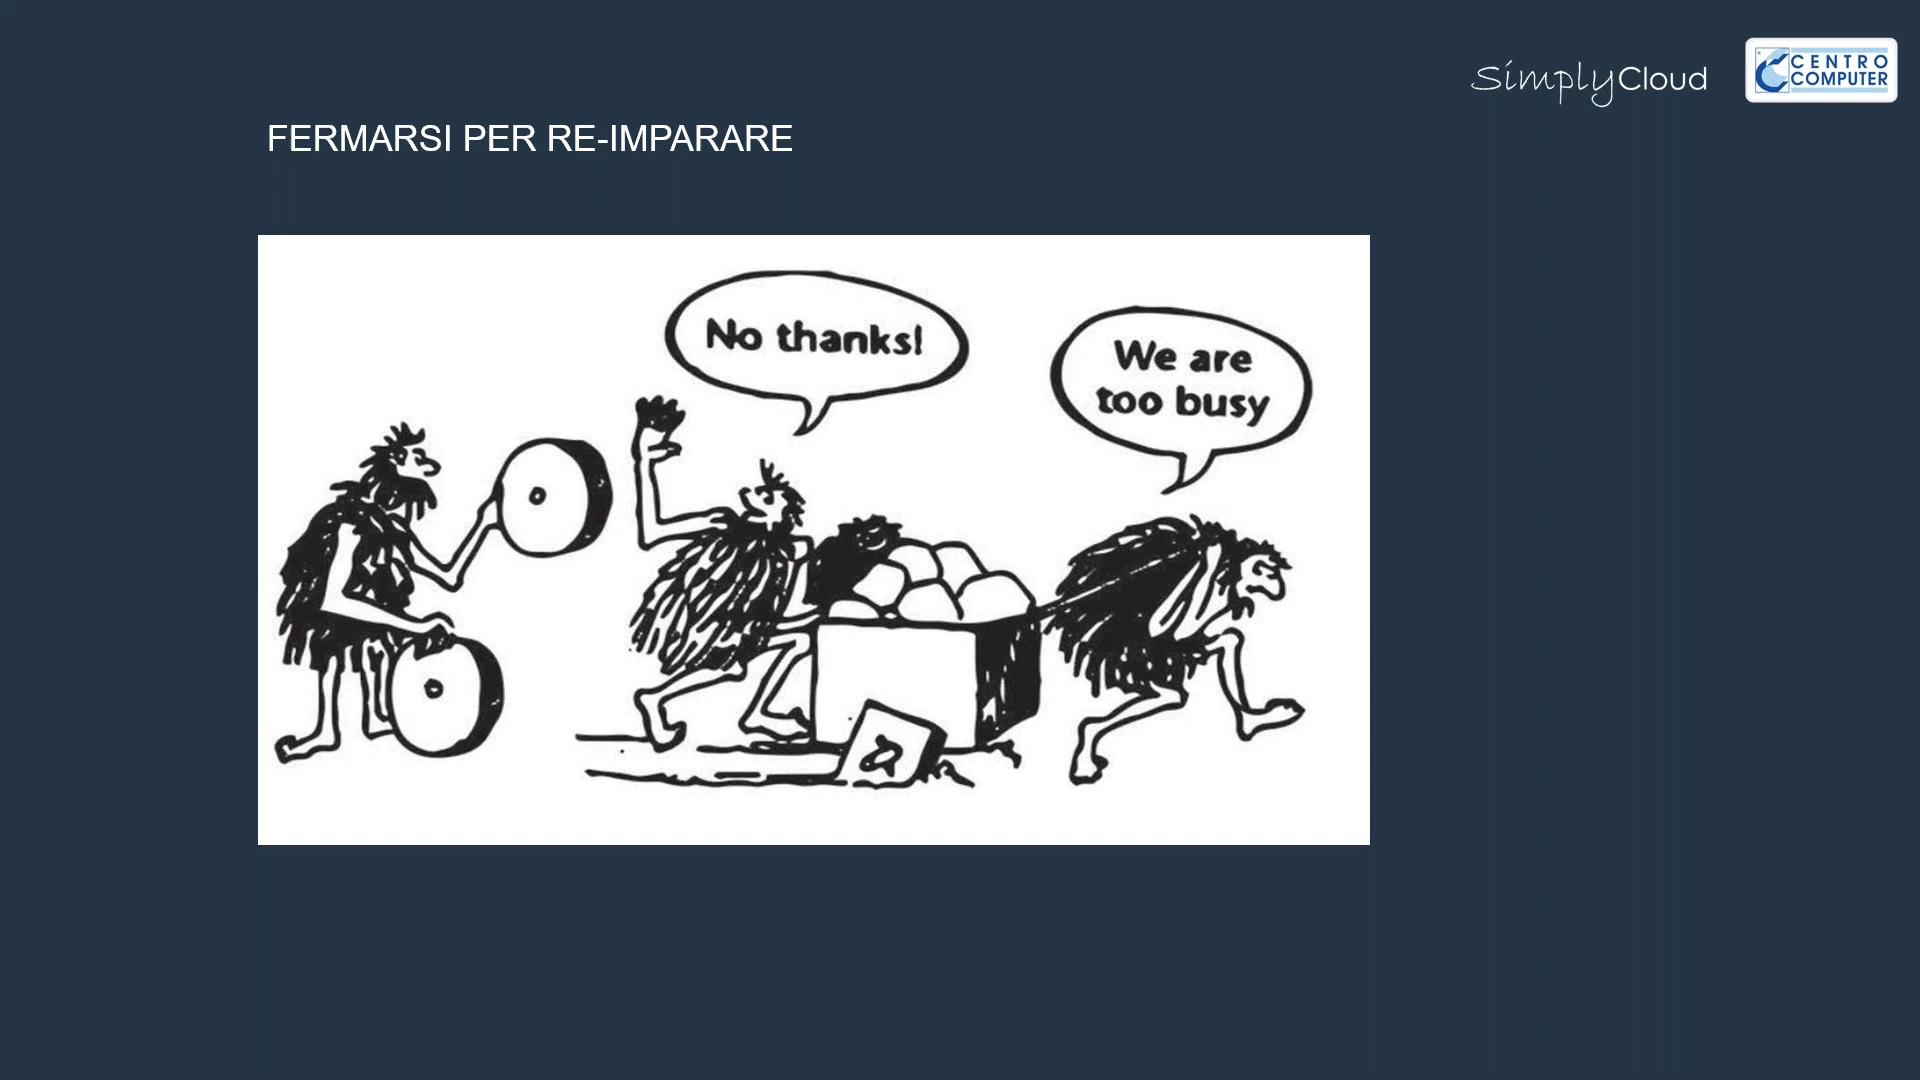 SimplyCloud
CENTRO
COMPUTER
FERMARSI PER RE-IMPARARE
No thanks!
We are
too busy